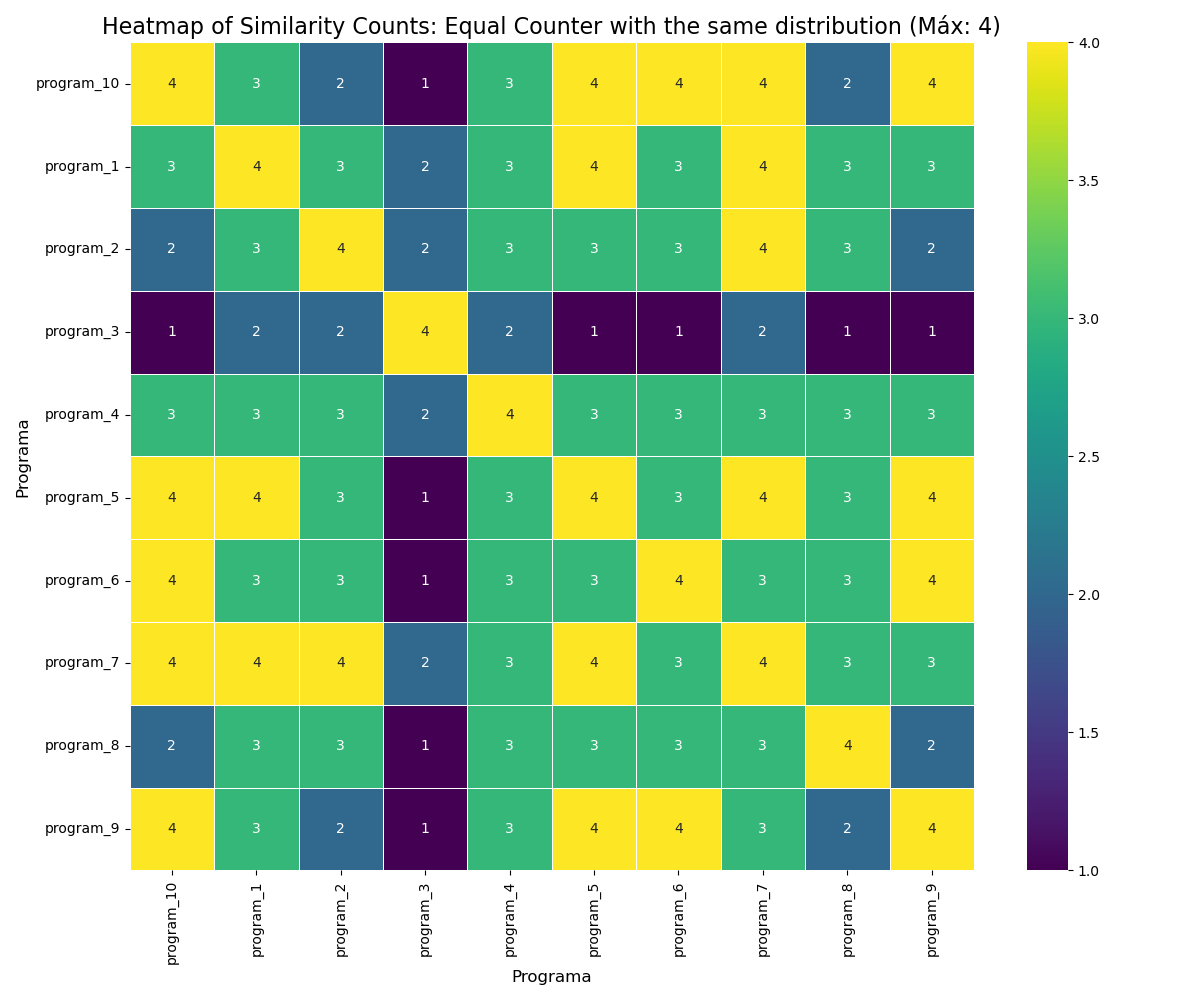 Heatmap of Similarity Counts: Equal Counter with the same distribution (Máx: 4)
program_10 4 3 2 1 3 4 4 4 2 4
program_1 3 4 3 2 3 4 3 4 3 3
program_2 2 3 4 2 3 3 3 4 3 2
program_3 1 2 2 4 2 1 1 2 1 1
program_4 3 3 3 2 4 3 3 3 3 3
program_5 4 4 3 1 3 4 3 4 3 4
program_6 4 3 3 1 3 3 4 3 3 4
program_7 4 4 4 2 3 4 3 4 3 3
program_8 2 3 3 1 3 3 3 3 4 2
program_9 4 3 2 1 3 4 4 3 2 4
Programa
program_10 program_1 program_2 program_3 program_4 program_5 program_6 program_7 program_8 program_9
Programa
4.0
3.5
3.0
2.5
2.0
1.5
1.0